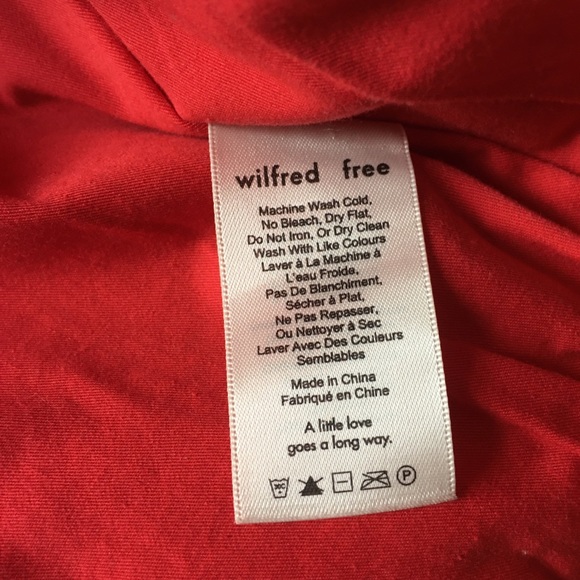 wilfred free
Machine Wash Cold,
No Bleach, Dry Flat,
Do Not Iron, Or Dry Clean
Wash With Like Colours
Laver à La Machine à
L'eau Froide,
Pas De Blanchiment,
Sécher à Plat,
Ne Pas Repasser,
Ou Nettoyer à Sec
Laver Avec Des Couleurs
Semblables
Made in China
Fabriqué en Chine
A little love
goes a long way.
P